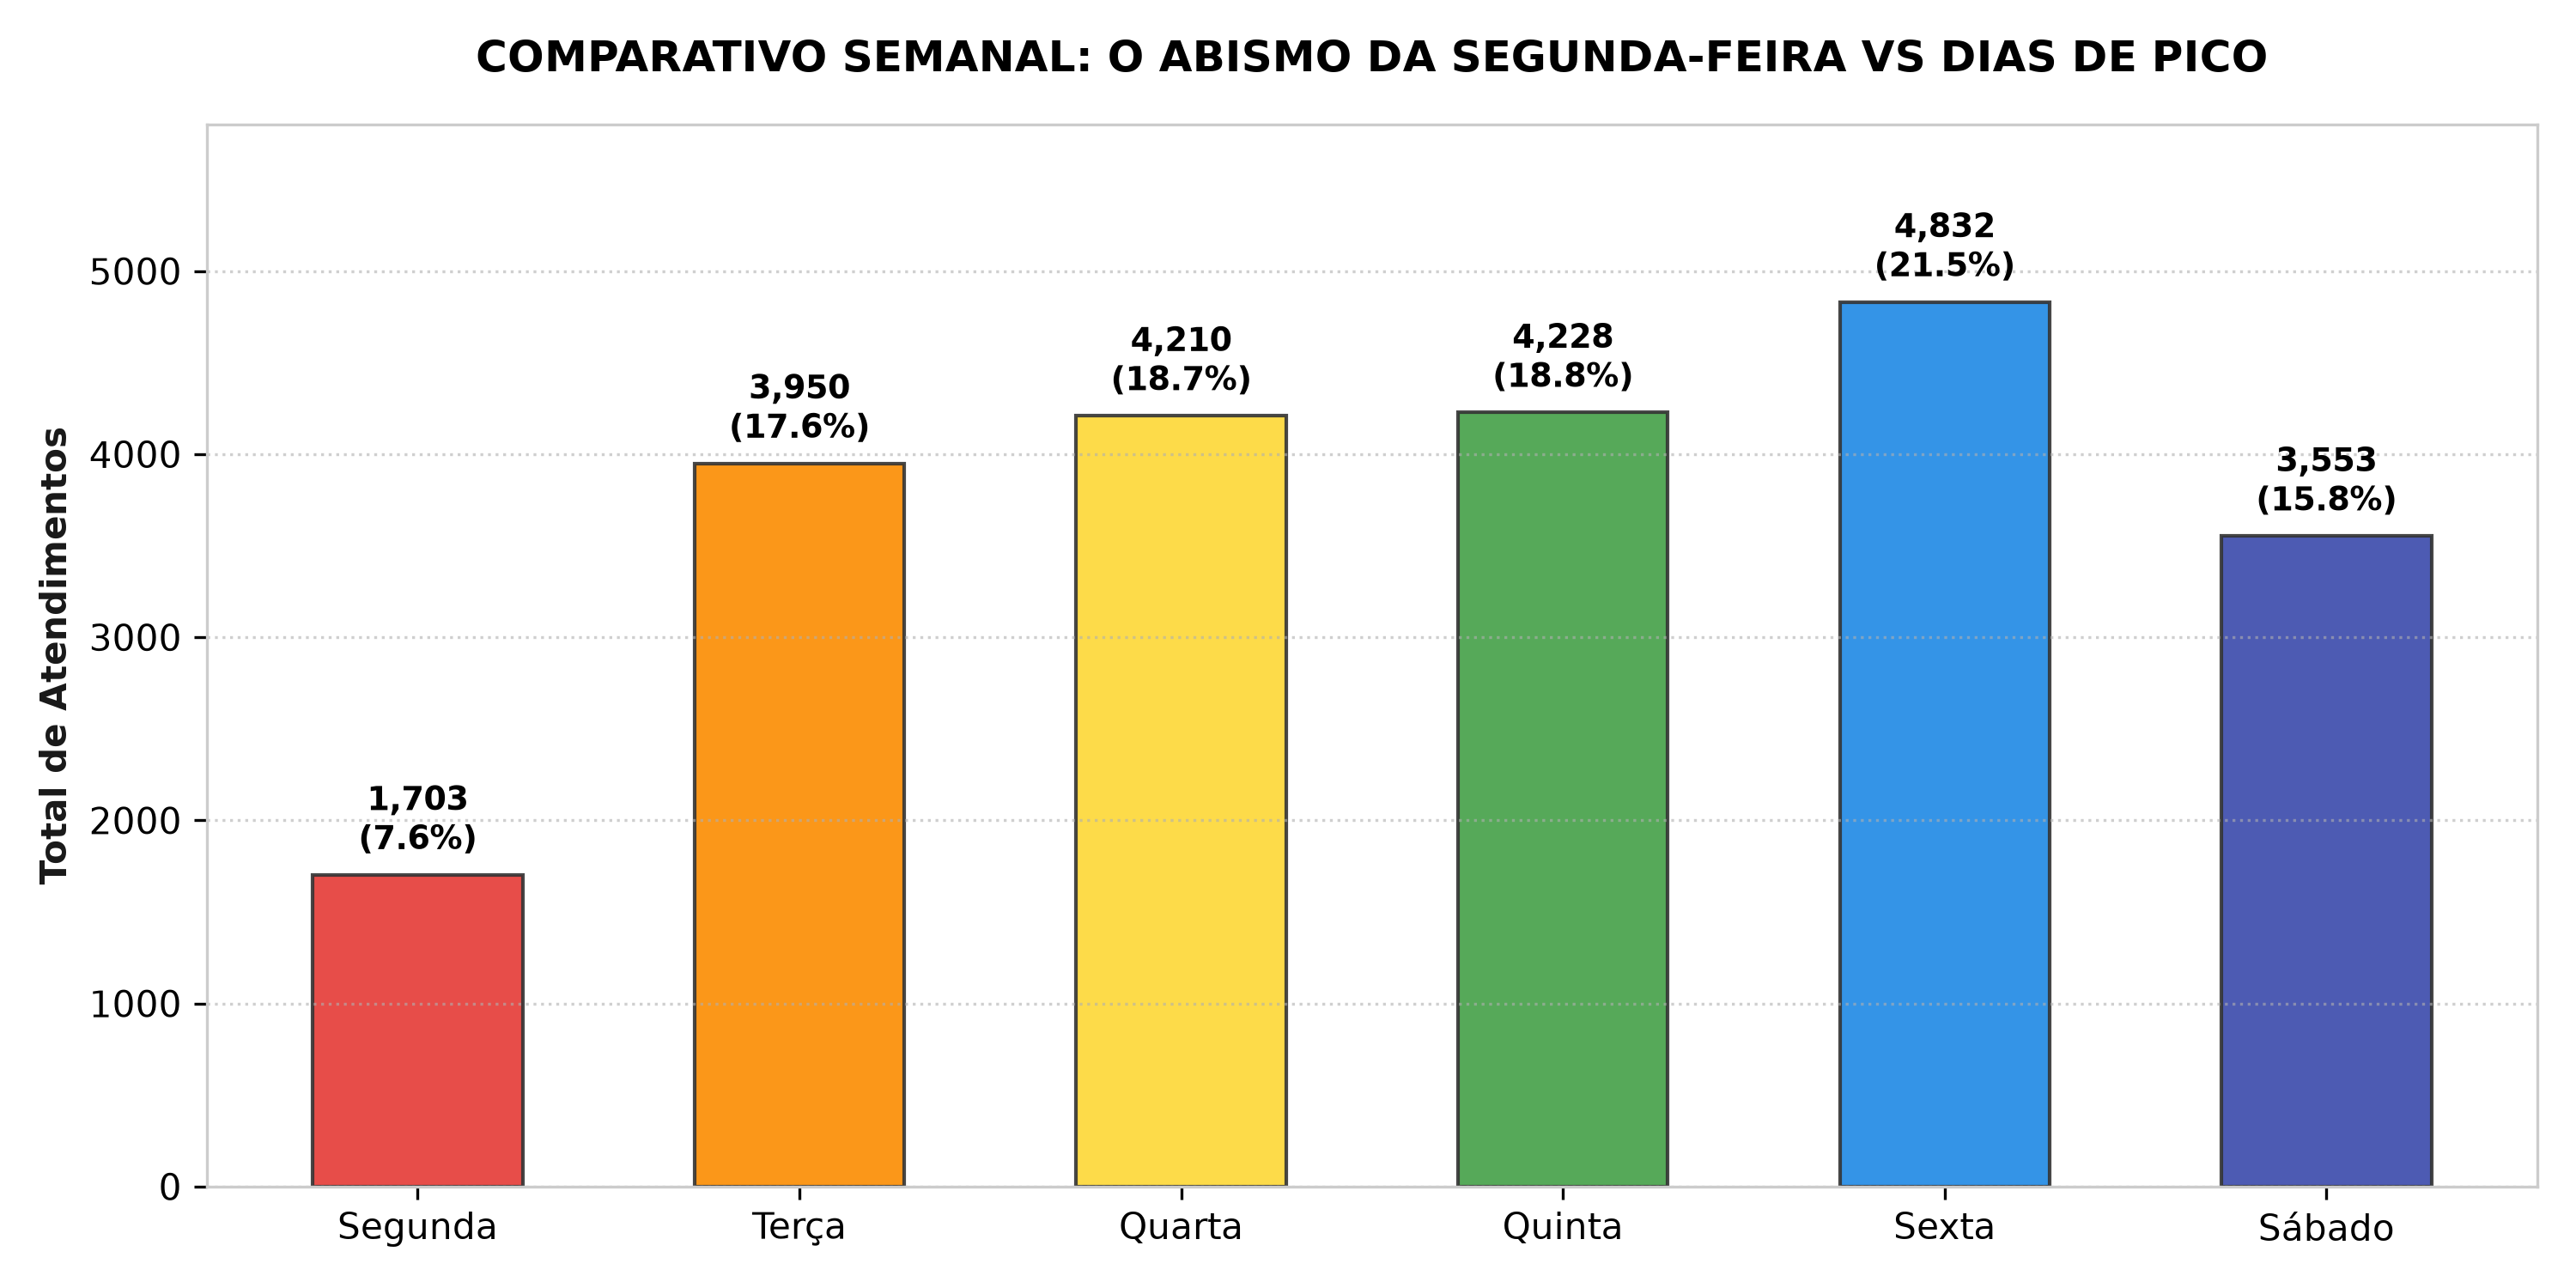 COMPARATIVO SEMANAL: O ABISMO DA SEGUNDA-FEIRA VS DIAS DE PICO
Total de Atendimentos
5000
4000
3000
2000
1000
0
1,703
(7.6%)
3,950
(17.6%)
4,210
(18.7%)
4,228
(18.8%)
4,832
(21.5%)
3,553
(15.8%)
Segunda
Terça
Quarta
Quinta
Sexta
Sábado